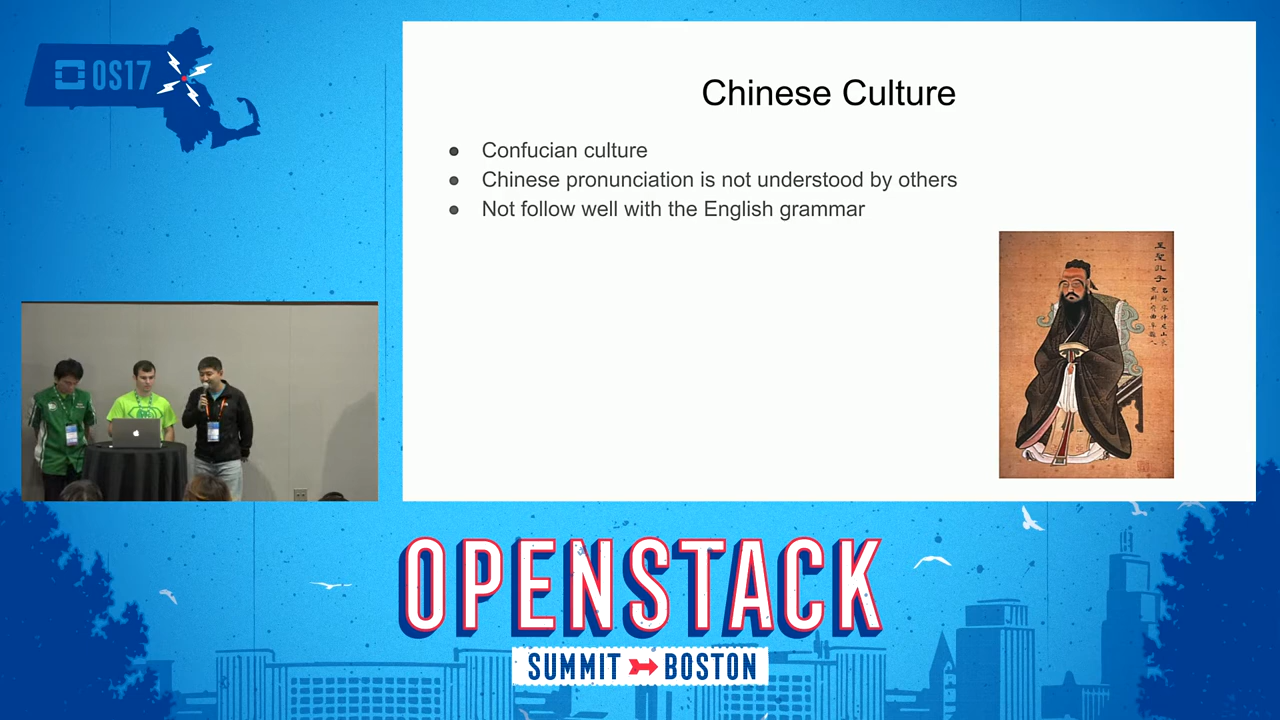 OS17
Chinese Culture
● Confucian culture
● Chinese pronunciation is not understood by others
● Not follow well with the English grammar
OPENSTACK
SUMMIT BOSTON